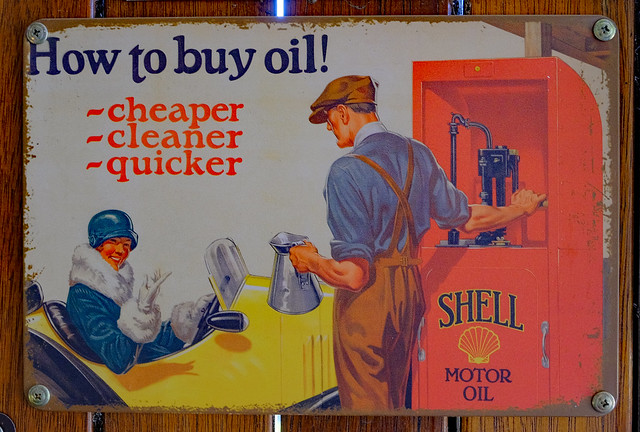 How to buy oil!
~cheaper
~cleaner
~quicker
SHELL
MOTOR
OIL